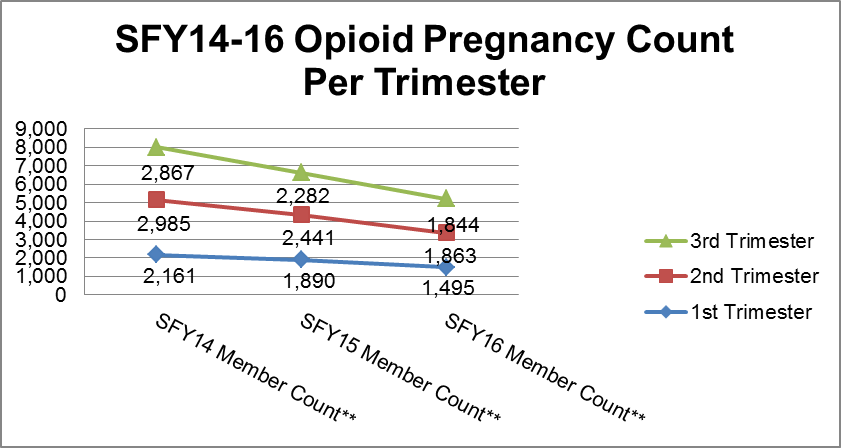 SFY14-16 Opioid Pregnancy Count
Per Trimester
9,000
8,000
7,000
6,000
5,000
4,000
3,000
2,000
1,000
0
2,867
2,282
1,844
2,985
2,441
1,863
2,161
1,890
1,495
SFY14 Member Count**
SFY15 Member Count**
SFY16 Member Count**
3rd Trimester
2nd Trimester
1st Trimester